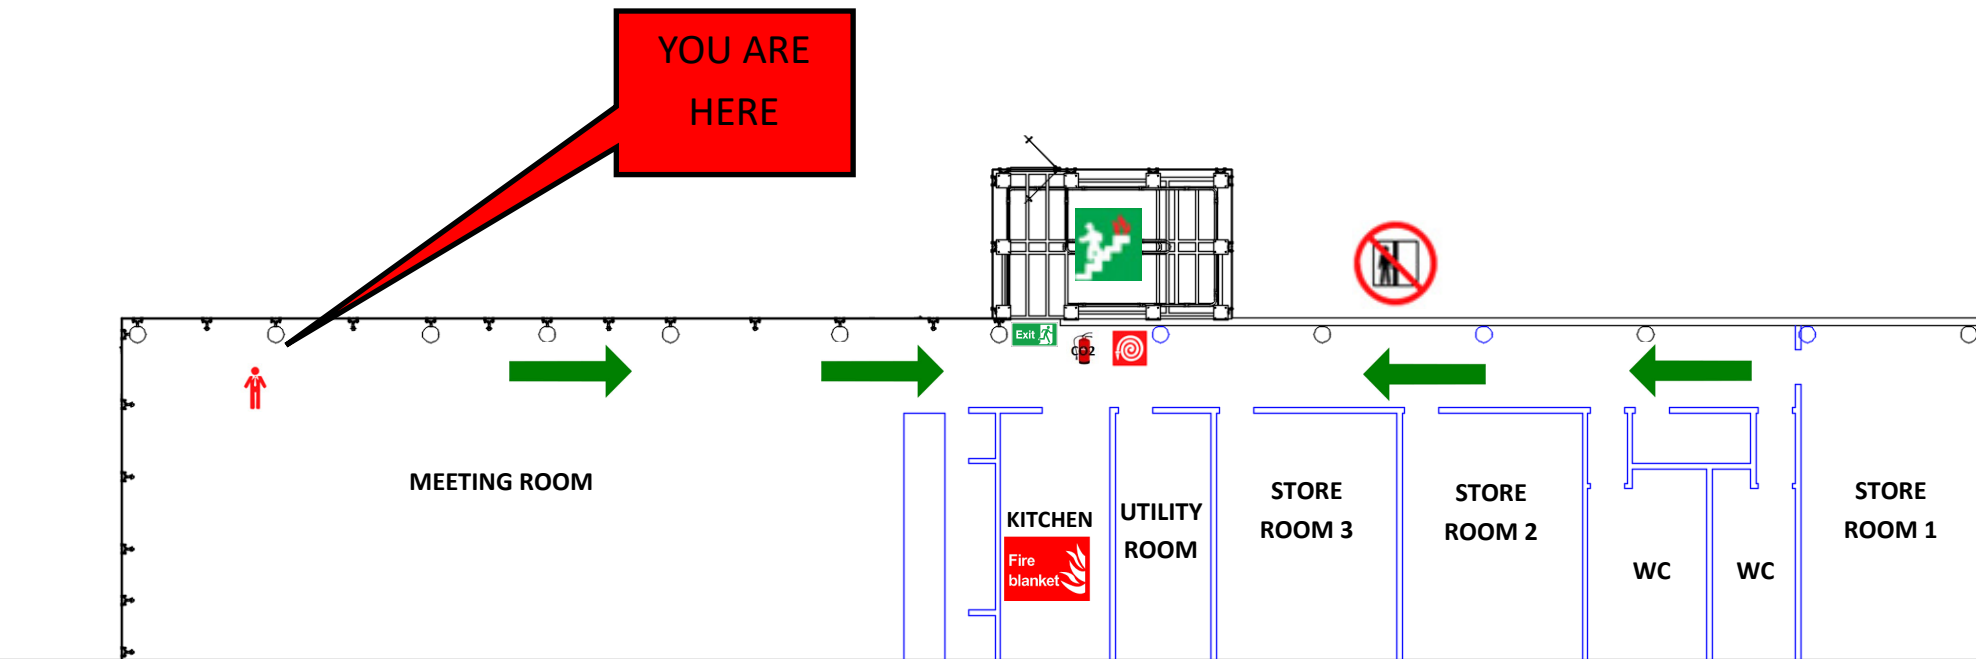 YOU ARE
HERE
Exit
CO2
MEETING ROOM
KITCHEN
Fire
blanket
UTILITY
ROOM
STORE
ROOM 3
STORE
ROOM 2
WC
WC
STORE
ROOM 1